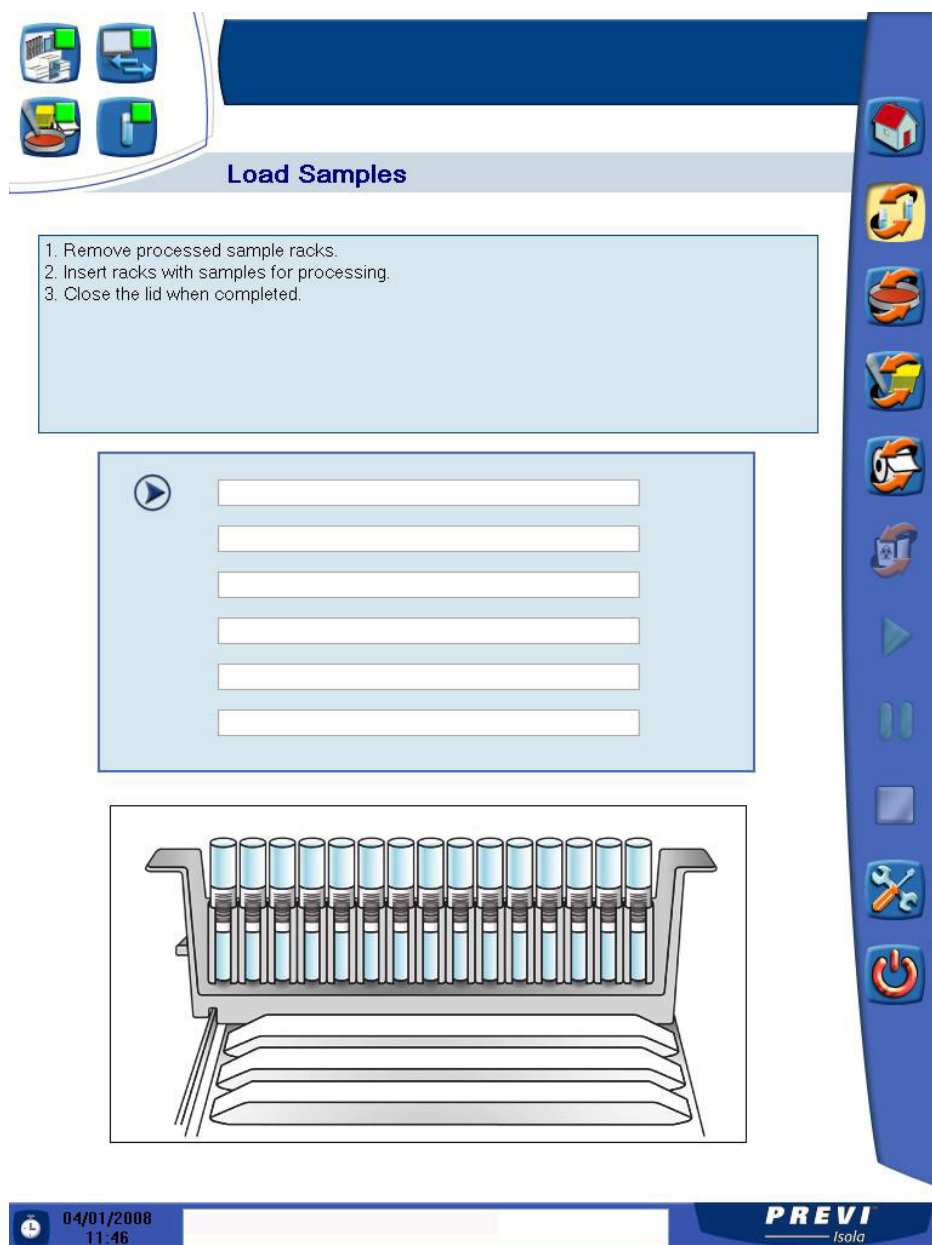 Load Samples
1. Remove processed sample racks.
2. Insert racks with samples for processing.
3. Close the lid when completed.
04/01/2008
11:46
PREVI™
Isola